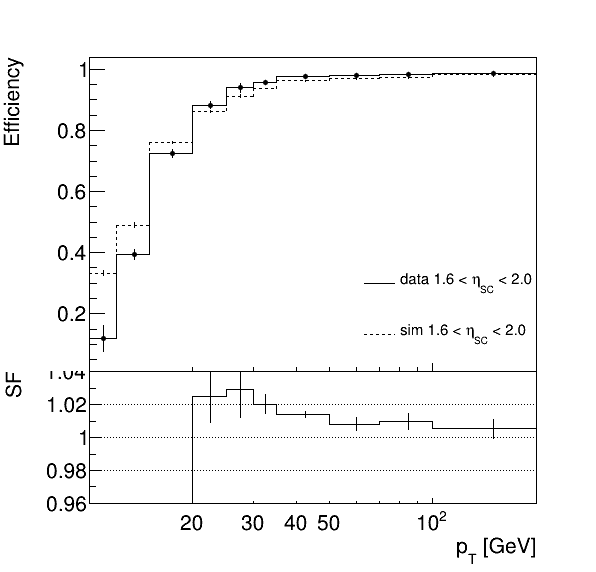 Efficiency
1
0.8
0.6
0.4
0.2
data 1.6 < η_SC < 2.0
sim 1.6 < η_SC < 2.0
SF
1.04
1.02
1
0.98
0.96
20 30 40 50 10²
p_T [GeV]